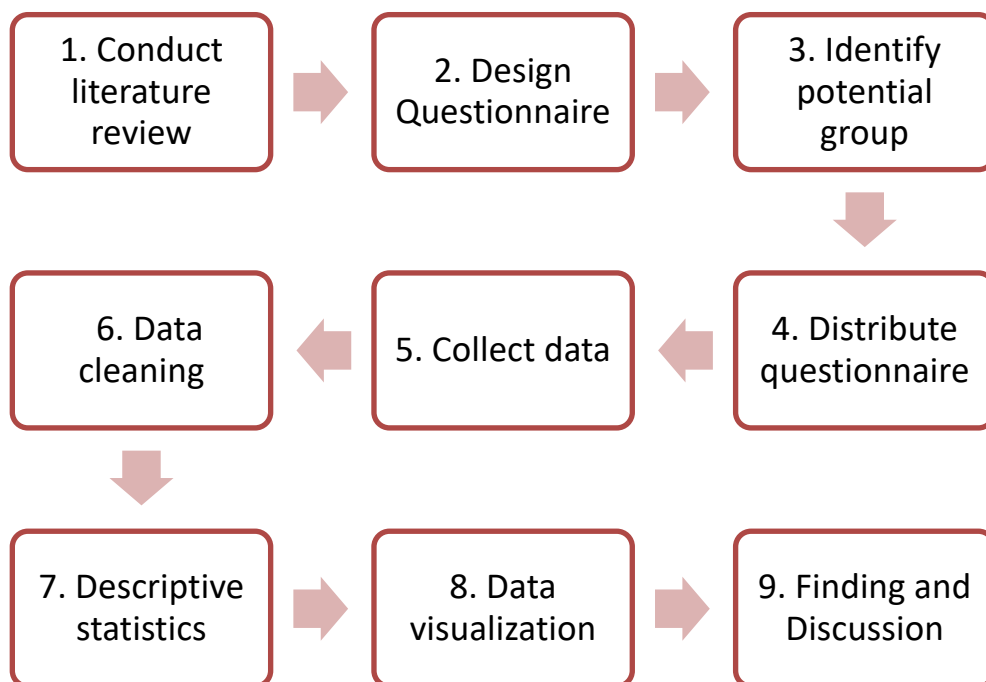 1. Conduct
literature
review
2. Design
Questionnaire
3. Identify
potential
group
4. Distribute
questionnaire
5. Collect data
6. Data
cleaning
7. Descriptive
statistics
8. Data
visualization
9. Finding and
Discussion